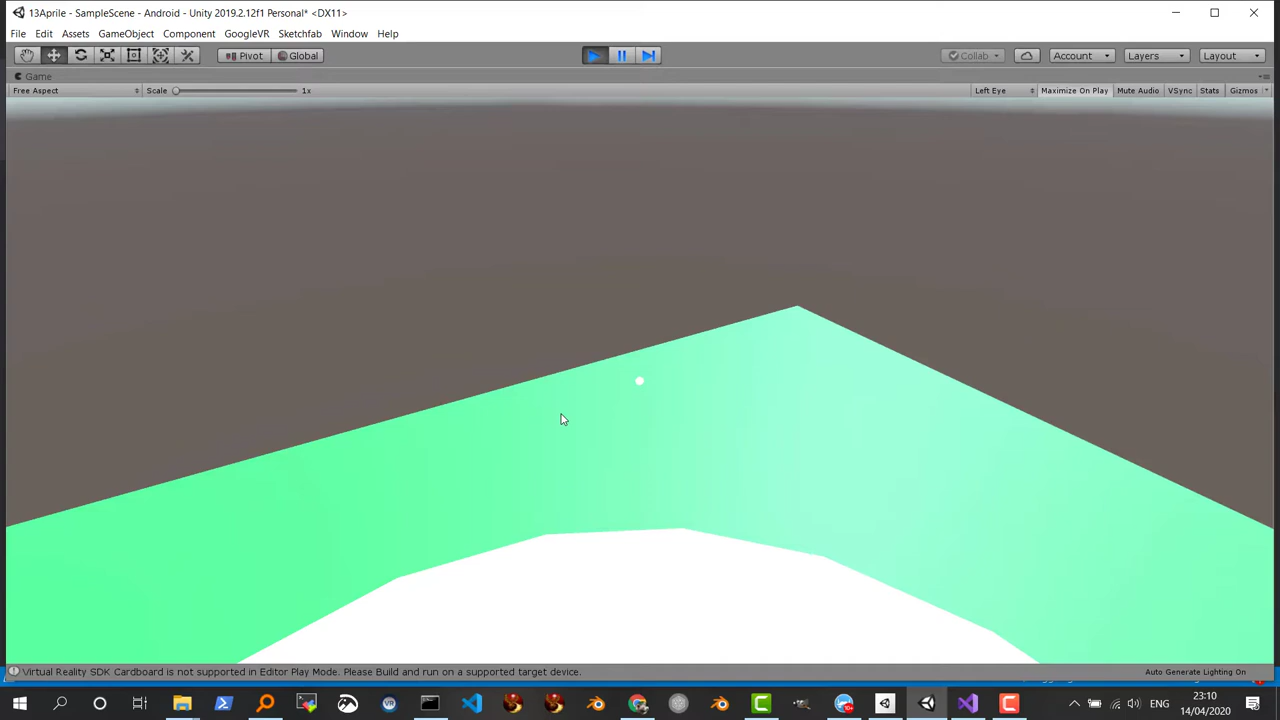 13Aprile - SampleScene - Android - Unity 2019.2.12f1 Personal* <DX11>
File Edit Assets GameObject Component GoogleVR Sketchfab Window Help
Pivot Global Collab Account Layers Layout
Game
Free Aspect Scale 1x Left Eye Maximize On Play Mute Audio VSync Stats Gizmos
Virtual Reality SDK Cardboard is not supported in Editor Play Mode. Please Build and run on a supported target device. Auto Generate Lighting On
VR 10+ ENG 23:10
14/04/2020